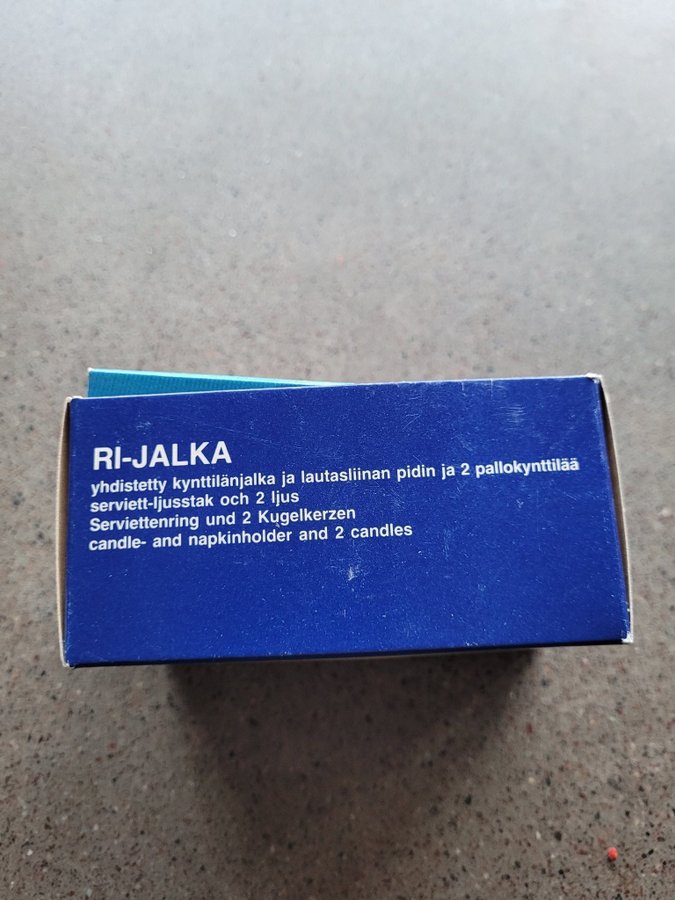 RI-JALKA
yhdistetty kynttilänjalka ja lautasliinan pidin ja 2 pallokynttilää
serviett-ljusstak och 2 ljus
Serviettenring und 2 Kugelkerzen
candle- and napkinholder and 2 candles